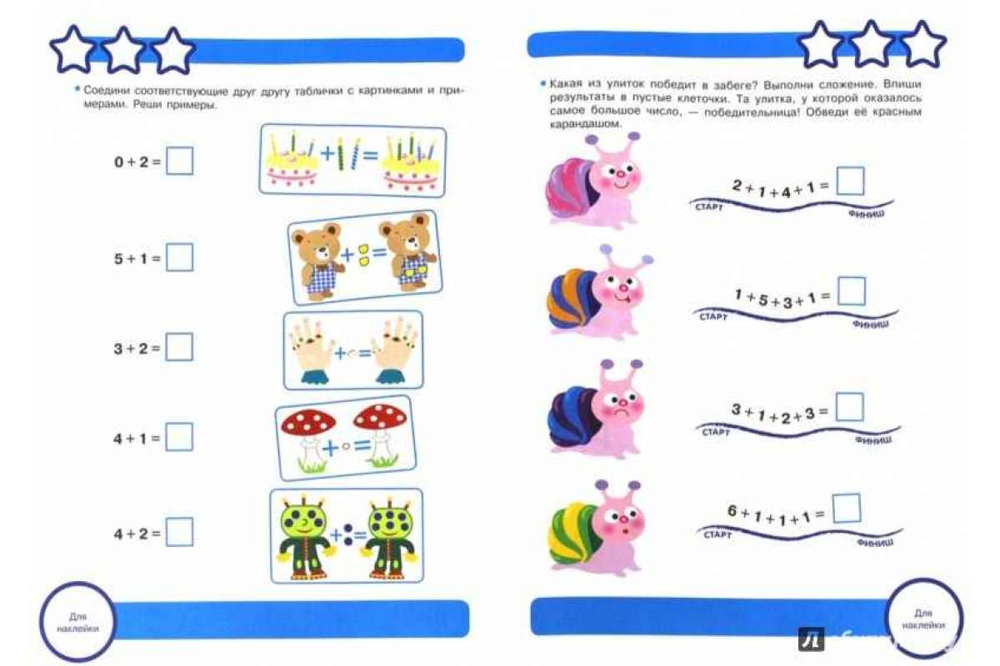 Соедини соответствующие друг другу таблички с картинками и при-
мерами. Реши примеры.
0 + 2 =
5 + 1 =
3 + 2 =
4 + 1 =
4 + 2 =
+ =
+ =
+ =
+ =
+ =
Для
наклейки
Какая из улиток победит в забеге? Выполни сложение. Впиши
результаты в пустые клеточки. Та улитка, у которой оказалось
самое большое число, — победительница! Обведи её красным
карандашом.
2 + 1 + 4 + 1 =
СТАРТ ФИНИШ
1 + 5 + 3 + 1 =
СТАРТ ФИНИШ
3 + 1 + 2 + 3 =
СТАРТ ФИНИШ
6 + 1 + 1 + 1 =
СТАРТ ФИНИШ
Для
наклейки
Л